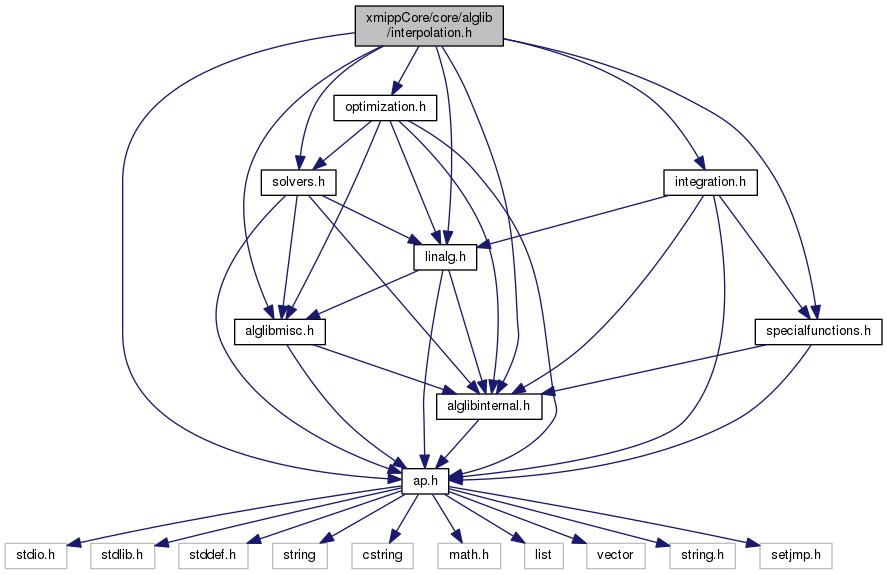 xmippCore/core/alglib
/interpolation.h
optimization.h
solvers.h
integration.h
linalg.h
alglibmisc.h
specialfunctions.h
alglibinternal.h
ap.h
stdio.h
stdlib.h
stddef.h
string
cstring
math.h
list
vector
string.h
setjmp.h